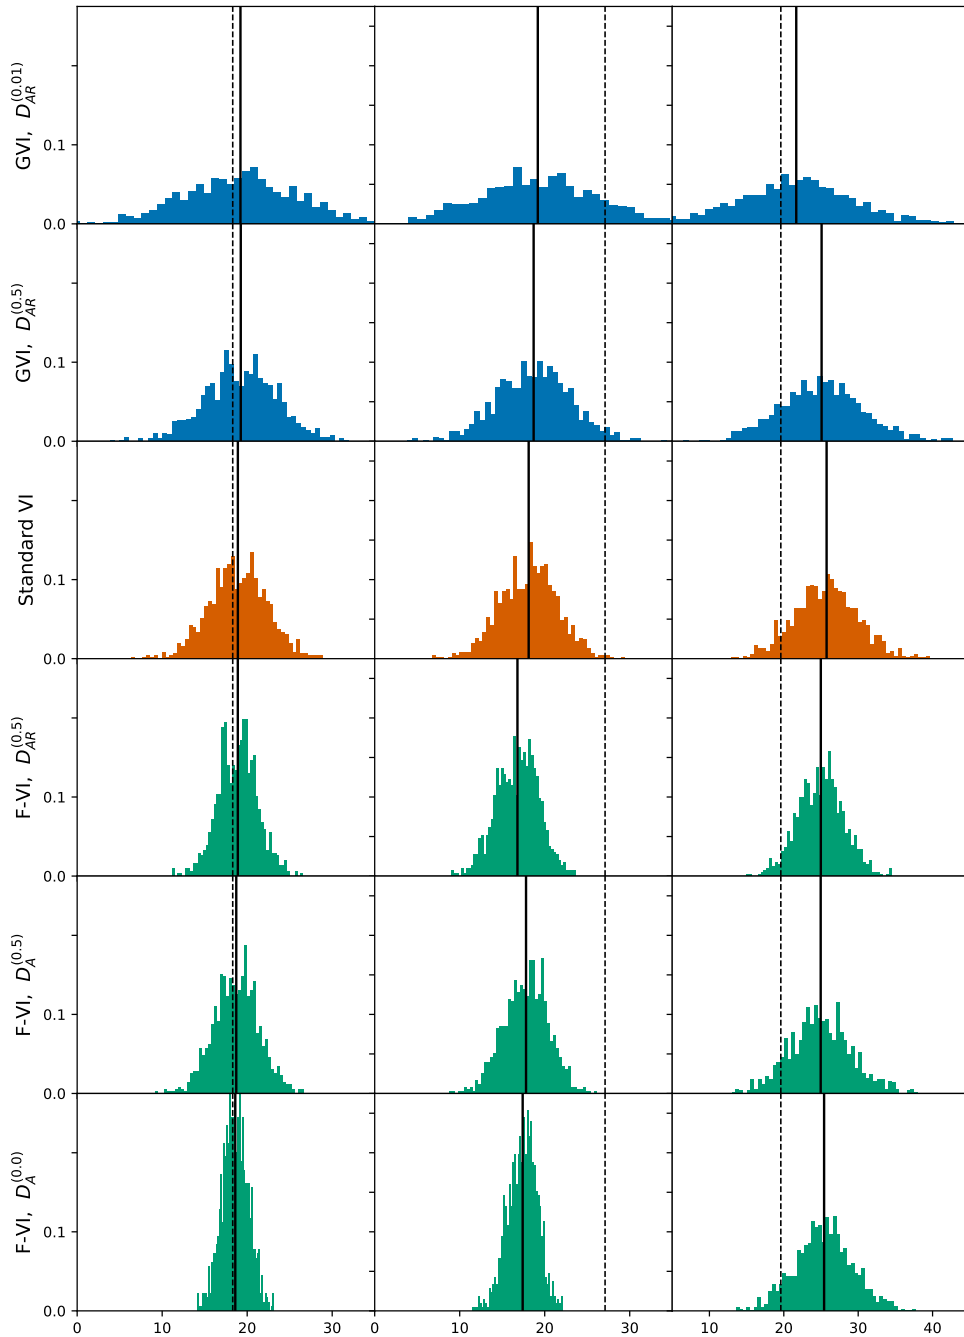 GVI, D_{AR}^{(0.01)}
0.1
0.0
GVI, D_{AR}^{(0.5)}
0.1
0.0
Standard VI
0.1
0.0
F-VI, D_{AR}^{(0.5)}
0.1
0.0
F-VI, D_{A}^{(0.5)}
0.1
0.0
F-VI, D_{A}^{(0.0)}
0.1
0.0
0 10 20 30 0 10 20 30 10 20 30 40